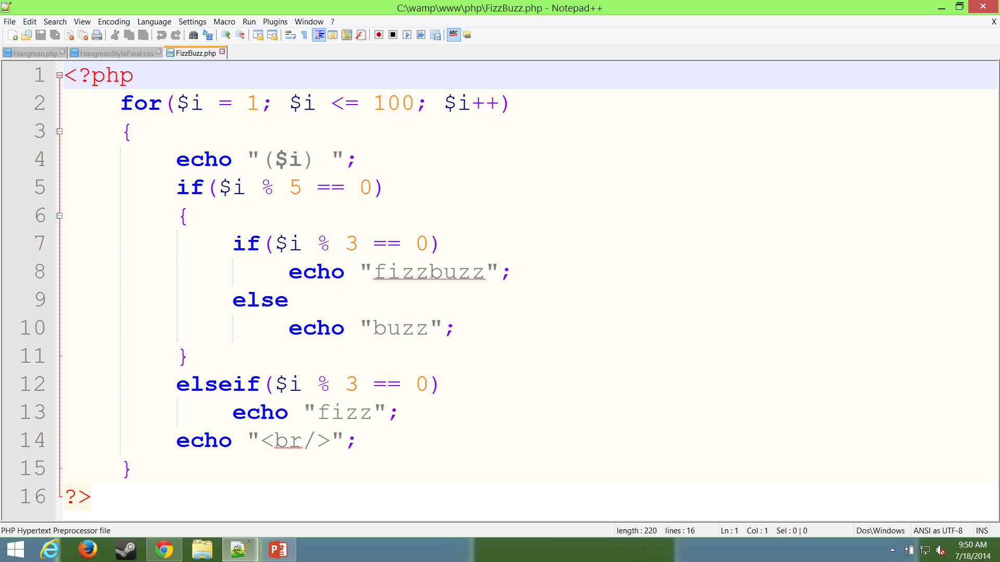 C:\wamp\www\php\FizzBuzz.php - Notepad++
File Edit Search View Encoding Language Settings Macro Run Plugins Window ? X
ABC
Hangman.php HangmanStyleFinal.css FizzBuzz.php
1 <?php
2 for($i = 1; $i <= 100; $i++)
3 {
4 echo "($i) ";
5 if($i % 5 == 0)
6 {
7 if($i % 3 == 0)
8 echo "fizzbuzz";
9 else
10 echo "buzz";
11 }
12 elseif($i % 3 == 0)
13 echo "fizz";
14 echo "<br/>";
15 }
16 ?>
PHP Hypertext Preprocessor file length : 220 lines : 16 Ln : 1 Col : 1 Sel : 0 | 0 Dos\Windows ANSI as UTF-8 INS
P
9:50 AM
7/18/2014